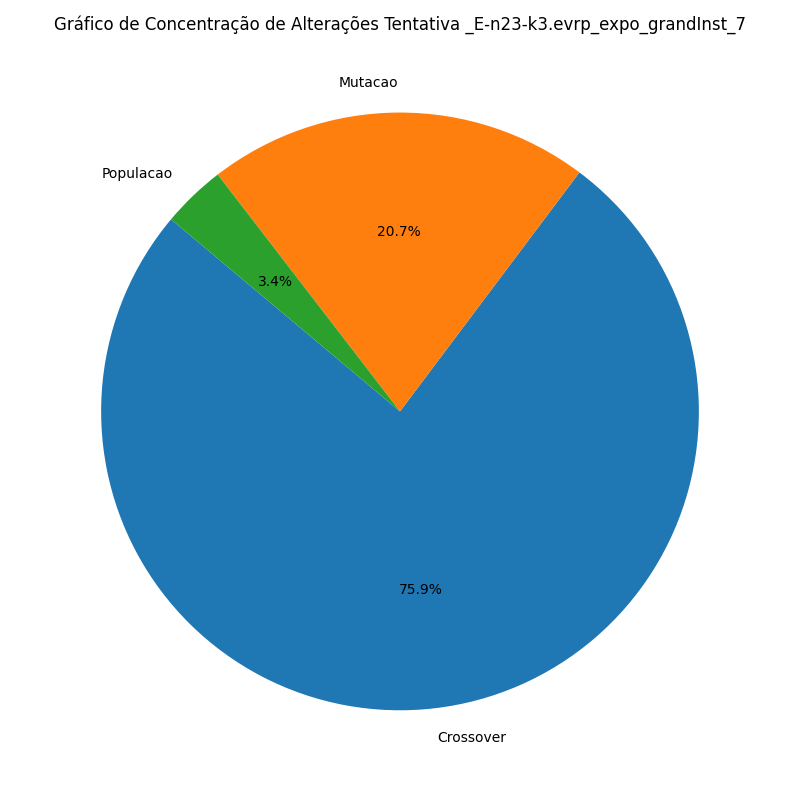 Gráfico de Concentração de Alterações Tentativa _E-n23-k3.evrp_expo_grandInst_7
Mutacao
Populacao
20.7%
3.4%
75.9%
Crossover